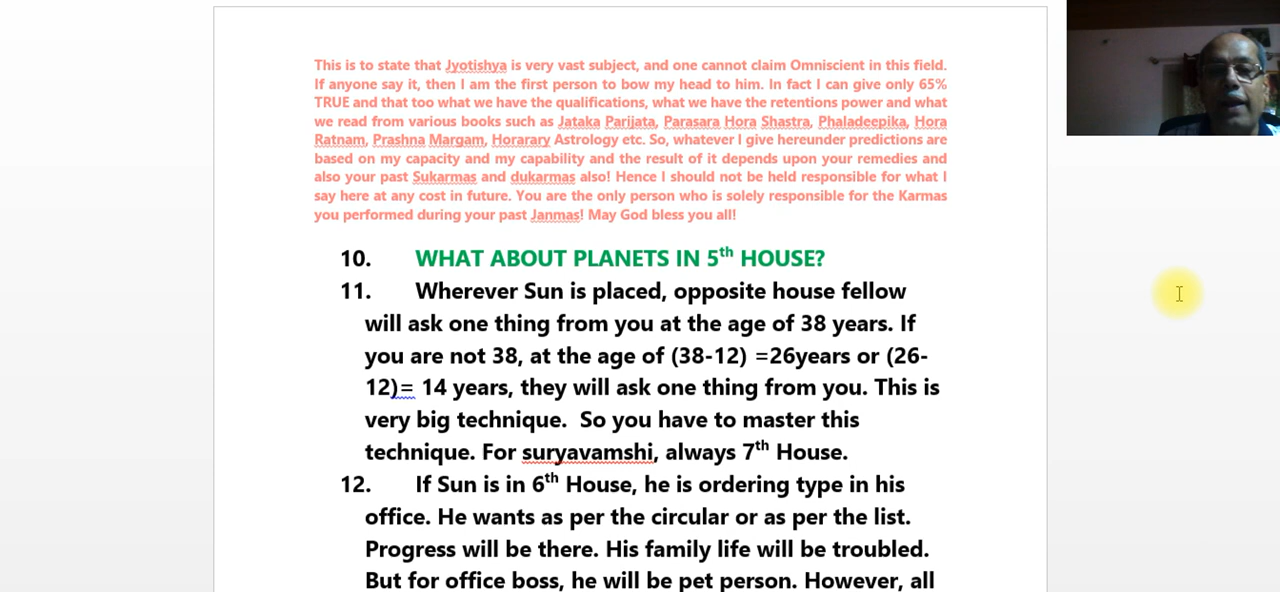 This is to state that Jyotishya is very vast subject, and one cannot claim Omniscient in this field.
If anyone say it, then I am the first person to bow my head to him. In fact I can give only 65%
TRUE and that too what we have the qualifications, what we have the retentions power and what
we read from various books such as Jataka Parijata, Parasara Hora Shastra, Phaladeepika, Hora
Ratnam, Prashna Margam, Horarary Astrology etc. So, whatever I give hereunder predictions are
based on my capacity and my capability and the result of it depends upon your remedies and
also your past Sukarmas and dukarmas also! Hence I should not be held responsible for what I
say here at any cost in future. You are the only person who is solely responsible for the Karmas
you performed during your past Janmas! May God bless you all!
10. WHAT ABOUT PLANETS IN 5th HOUSE?
11. Wherever Sun is placed, opposite house fellow
will ask one thing from you at the age of 38 years. If
you are not 38, at the age of (38-12) =26years or (26-
12)= 14 years, they will ask one thing from you. This is
very big technique.  So you have to master this
technique. For suryavamshi, always 7th House.
12. If Sun is in 6th House, he is ordering type in his
office. He wants as per the circular or as per the list.
Progress will be there. His family life will be troubled.
But for office boss, he will be pet person. However, all